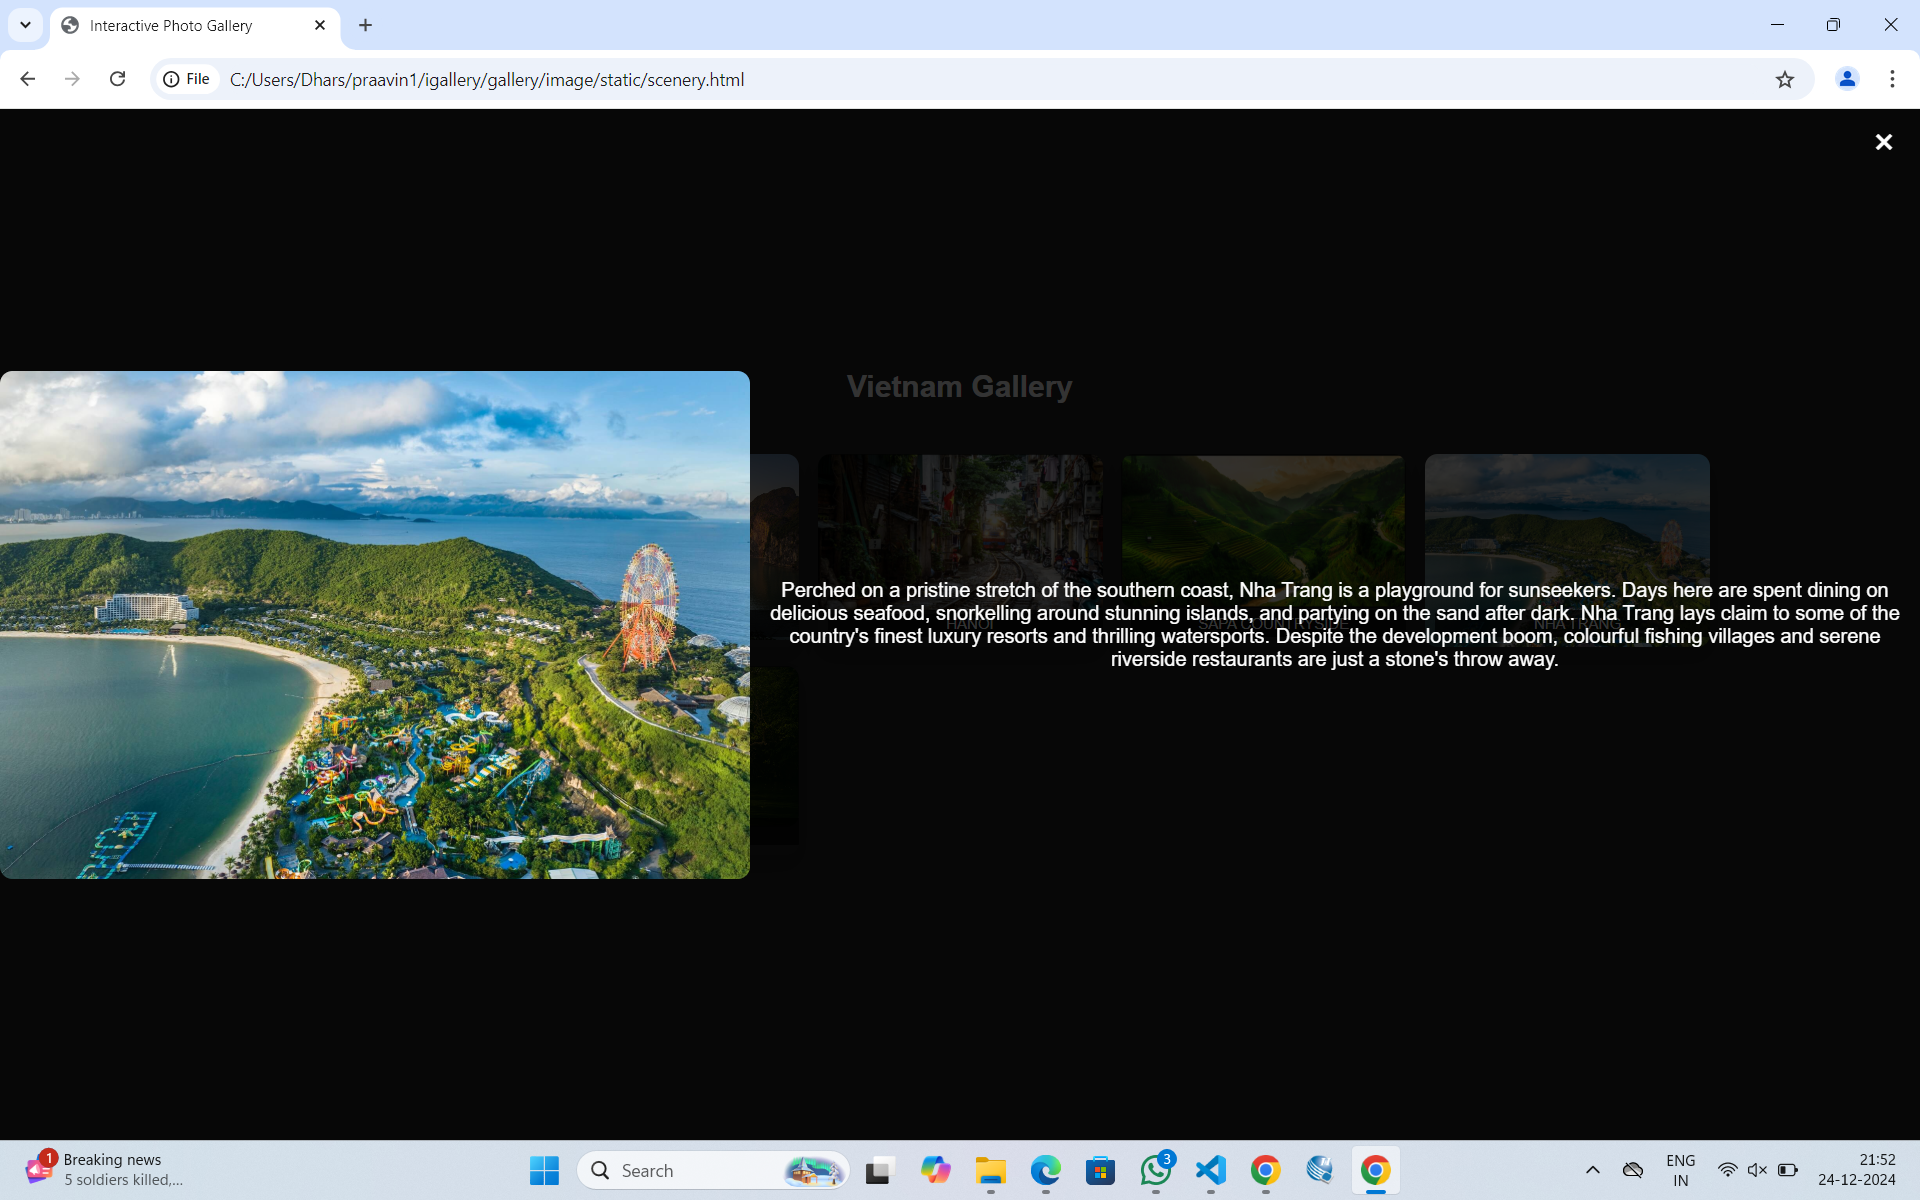 Interactive Photo Gallery
File
C:/Users/Dhars/praavin1/igallery/gallery/image/static/scenery.html
Vietnam Gallery
Perched on a pristine stretch of the southern coast, Nha Trang is a playground for sunseekers. Days here are spent dining on
delicious seafood, snorkelling around stunning islands, and partying on the sand after dark. Nha Trang lays claim to some of the
HANOI
SAPA COUNTRYSIDE
NHA TRANG
country's finest luxury resorts and thrilling watersports. Despite the development boom, colourful fishing villages and serene
riverside restaurants are just a stone's throw away.
1
Breaking news
5 soldiers killed,...
Search
3
ENG
IN
21:52
24-12-2024